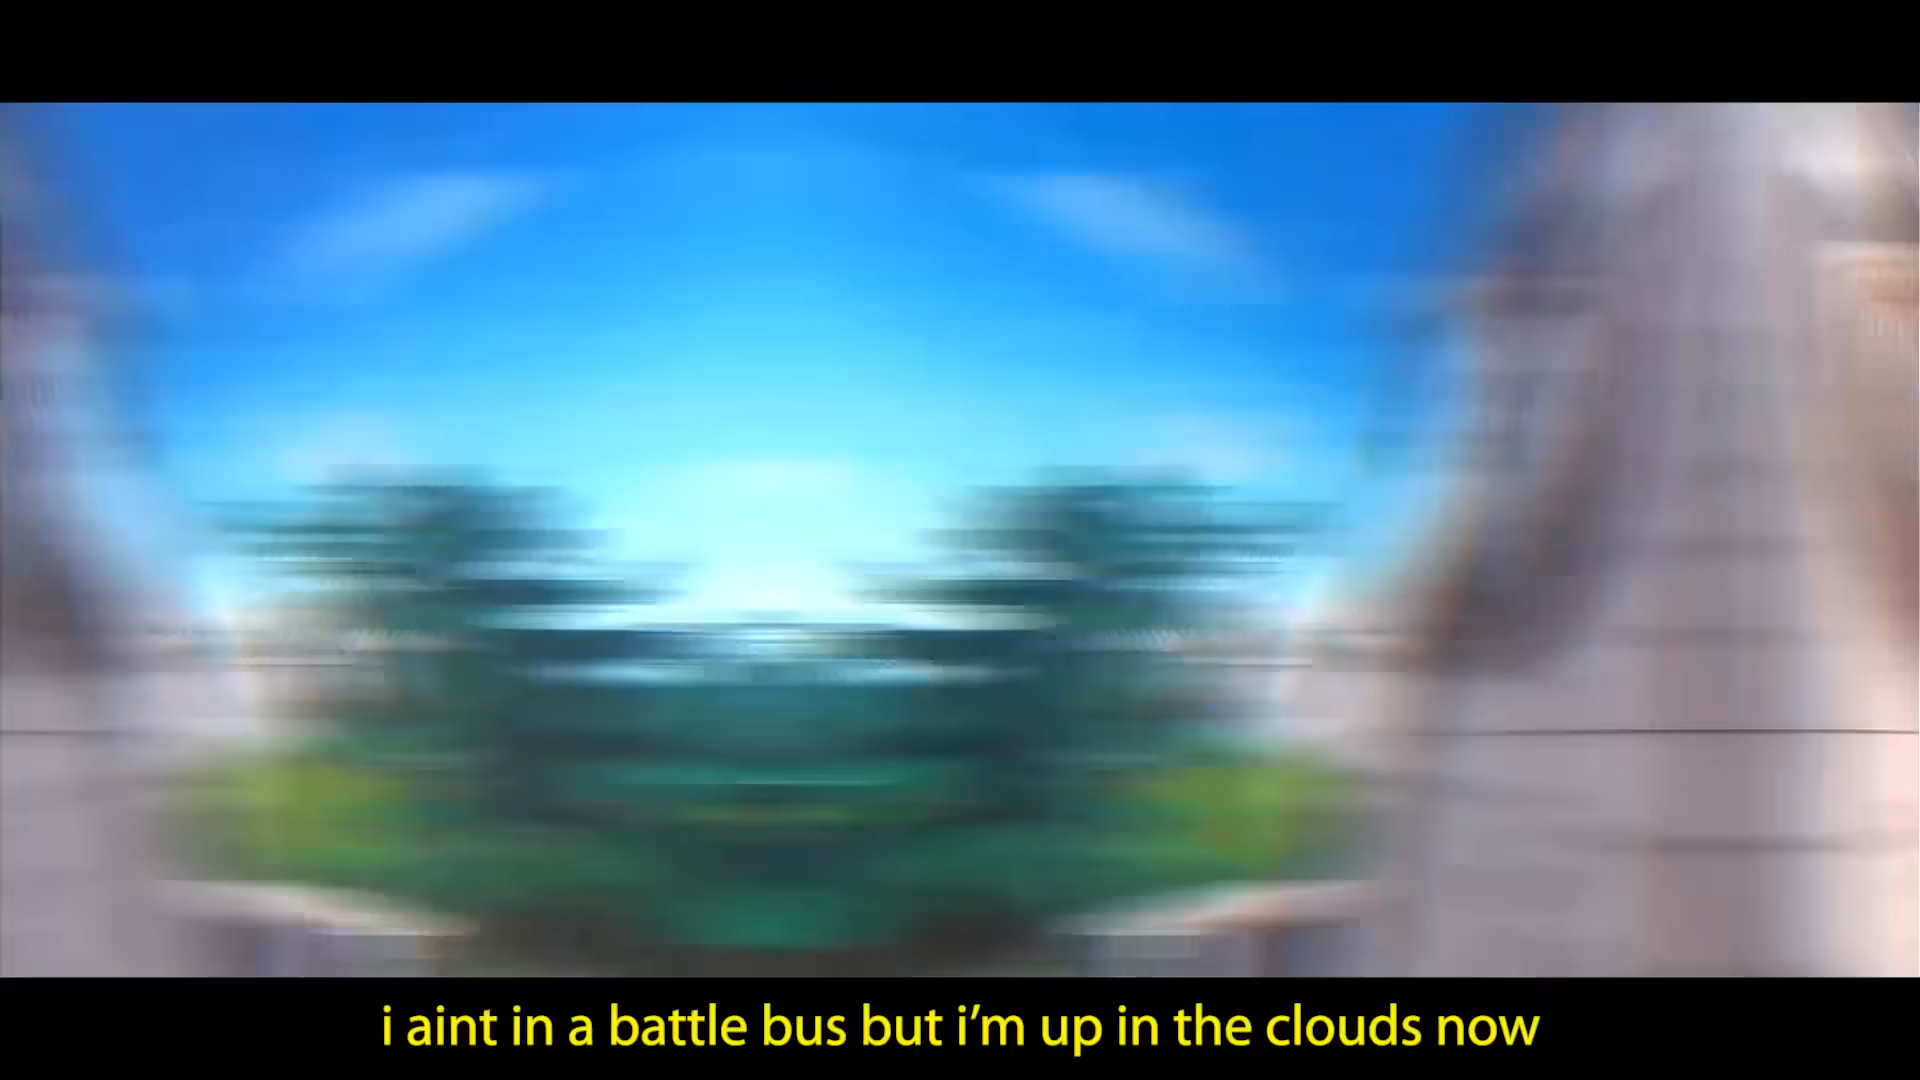 i aint in a battle bus but i’m up in the clouds now